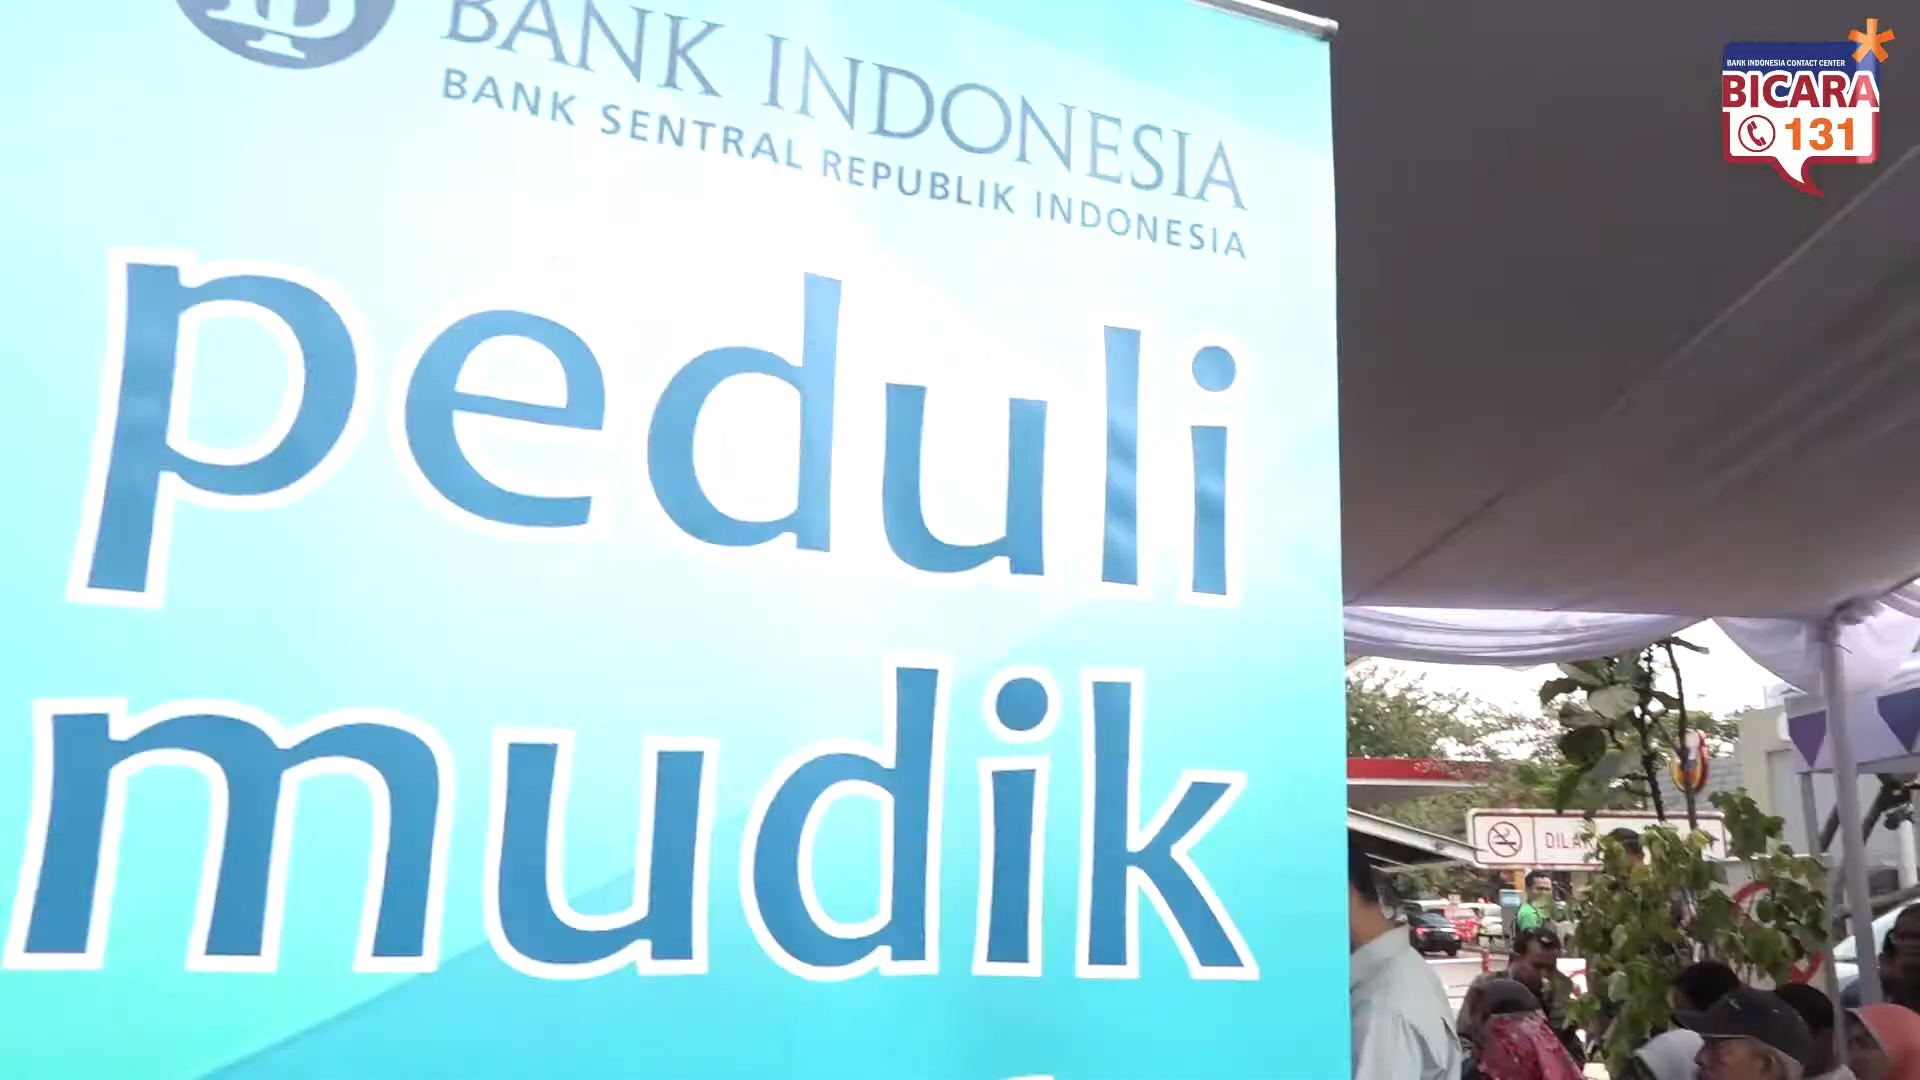 BANK INDONESIA
BANK SENTRAL REPUBLIK INDONESIA
peduli
mudik
BANK INDONESIA CONTACT CENTER
BICARA
131